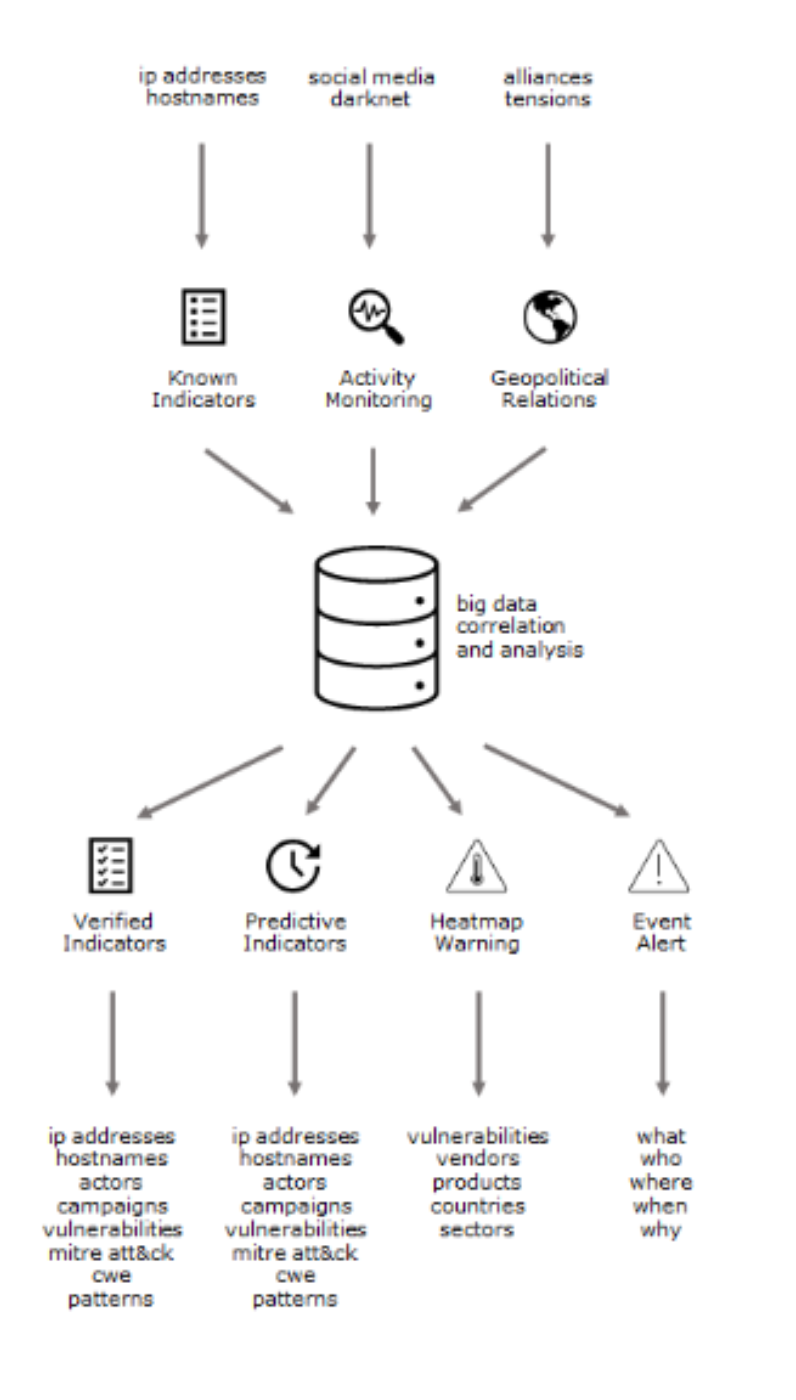 ip addresses
hostnames
social media
darknet
alliances
tensions
Known
Indicators
Activity
Monitoring
Geopolitical
Relations
big data
correlation
and analysis
Verified
Indicators
Predictive
Indicators
Heatmap
Warning
Event
Alert
ip addresses
hostnames
actors
campaigns
vulnerabilities
mitre att&ck
cwe
patterns
ip addresses
hostnames
actors
campaigns
vulnerabilities
mitre att&ck
cwe
patterns
vulnerabilities
vendors
products
countries
sectors
what
who
where
when
why